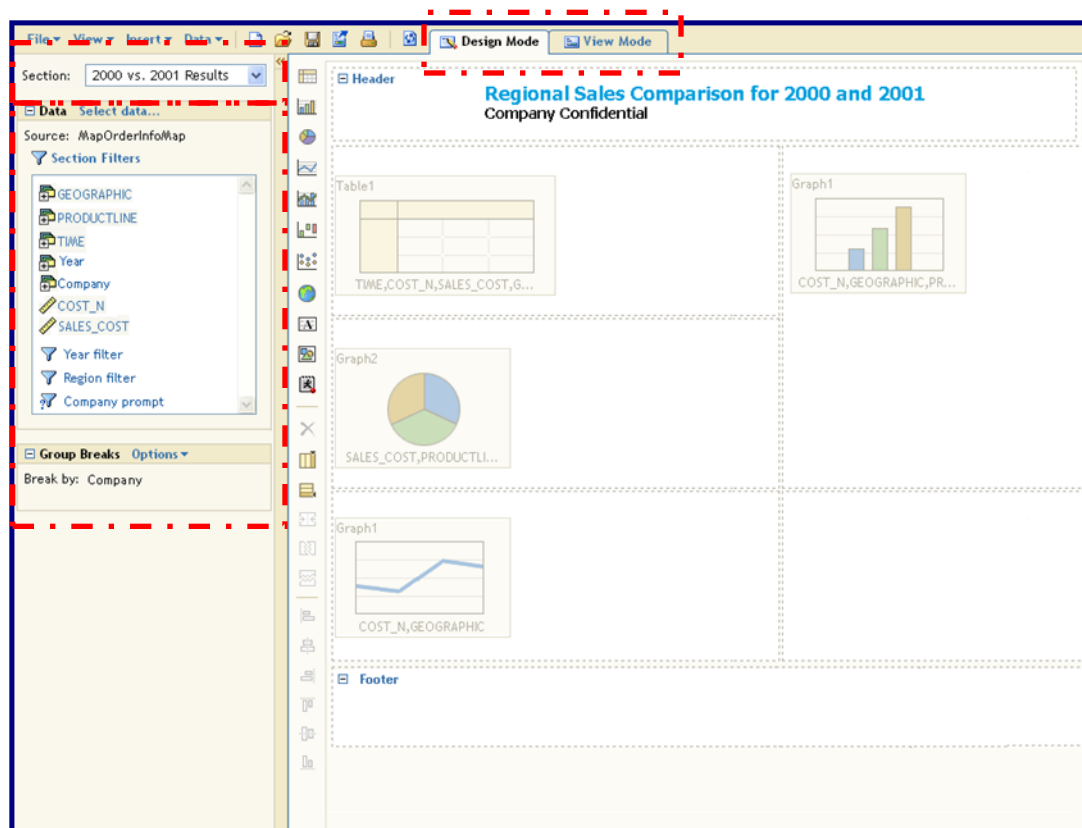 File View Insert Data
Design Mode View Mode
Section: 2000 vs. 2001 Results
Data Select data...
Source: MapOrderInfoMap
Section Filters
GEOGRAPHIC
PRODUCTLINE
TIME
Year
Company
COST_N
SALES_COST
Year filter
Region filter
Company prompt
Group Breaks Options
Break by: Company
Header
Regional Sales Comparison for 2000 and 2001
Company Confidential
Table1
TIME,COST_N,SALES_COST,G...
Graph1
COST_N,GEOGRAPHIC,PR...
Graph2
SALES_COST,PRODUCTLI...
Graph1
COST_N,GEOGRAPHIC
Footer